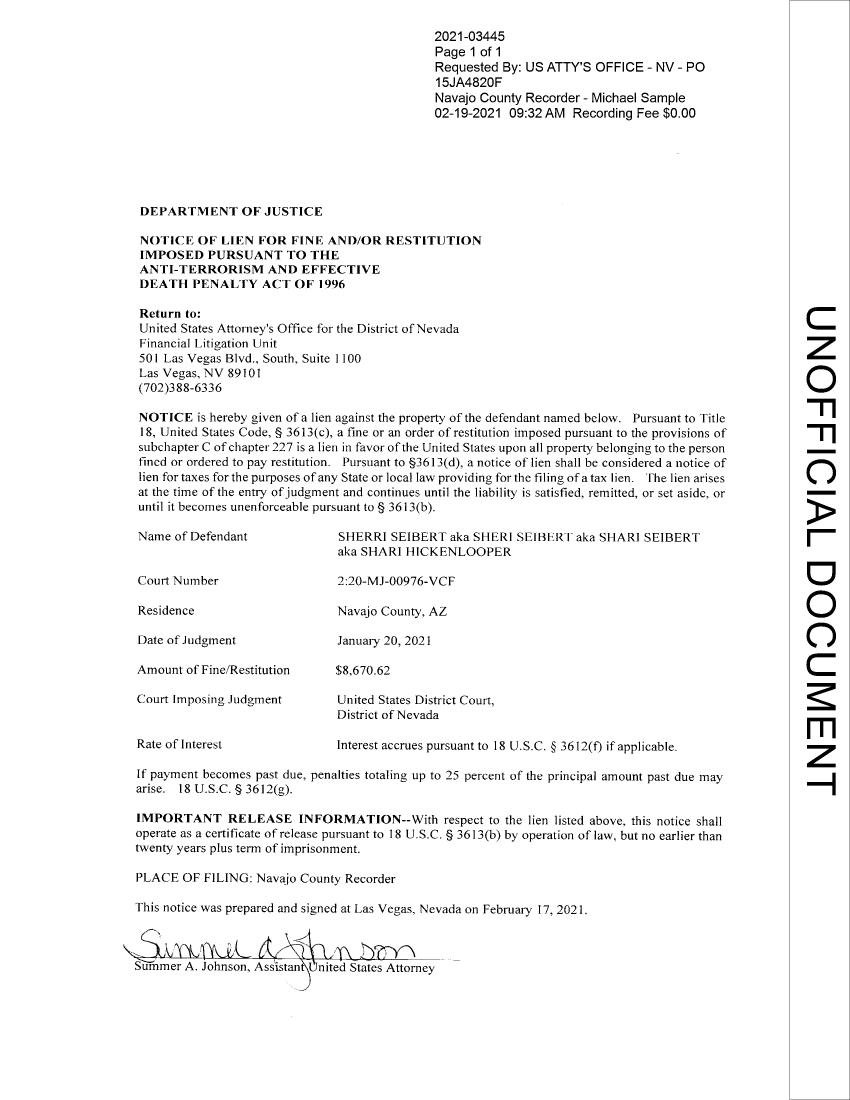 2021-03445
Page 1 of 1
Requested By: US ATTY'S OFFICE - NV - PO
15JA4820F
Navajo County Recorder - Michael Sample
02-19-2021 09:32 AM Recording Fee $0.00
DEPARTMENT OF JUSTICE
NOTICE OF LIEN FOR FINE AND/OR RESTITUTION
IMPOSED PURSUANT TO THE
ANTI-TERRORISM AND EFFECTIVE
DEATH PENALTY ACT OF 1996
Return to:
United States Attorney's Office for the District of Nevada
Financial Litigation Unit
501 Las Vegas Blvd., South, Suite 1100
Las Vegas, NV 89101
(702)388-6336
NOTICE is hereby given of a lien against the property of the defendant named below. Pursuant to Title
18, United States Code, § 3613(c), a fine or an order of restitution imposed pursuant to the provisions of
subchapter C of chapter 227 is a lien in favor of the United States upon all property belonging to the person
fined or ordered to pay restitution. Pursuant to §3613(d), a notice of lien shall be considered a notice of
lien for taxes for the purposes of any State or local law providing for the filing of a tax lien. The lien arises
at the time of the entry of judgment and continues until the liability is satisfied, remitted, or set aside, or
until it becomes unenforceable pursuant to § 3613(b).
Name of Defendant SHERRI SEIBERT aka SHERI SEIBERT aka SHARI SEIBERT
aka SHARI HICKENLOOPER
Court Number 2:20-MJ-00976-VCF
Residence Navajo County, AZ
Date of Judgment January 20, 2021
Amount of Fine/Restitution $8,670.62
Court Imposing Judgment United States District Court,
District of Nevada
Rate of Interest Interest accrues pursuant to 18 U.S.C. § 3612(f) if applicable.
If payment becomes past due, penalties totaling up to 25 percent of the principal amount past due may
arise. 18 U.S.C. § 3612(g).
IMPORTANT RELEASE INFORMATION--With respect to the lien listed above, this notice shall
operate as a certificate of release pursuant to 18 U.S.C. § 3613(b) by operation of law, but no earlier than
twenty years plus term of imprisonment.
PLACE OF FILING: Navajo County Recorder
This notice was prepared and signed at Las Vegas, Nevada on February 17, 2021.
Summer A Johnson
Summer A. Johnson, Assistant United States Attorney
UNOFFICIAL DOCUMENT